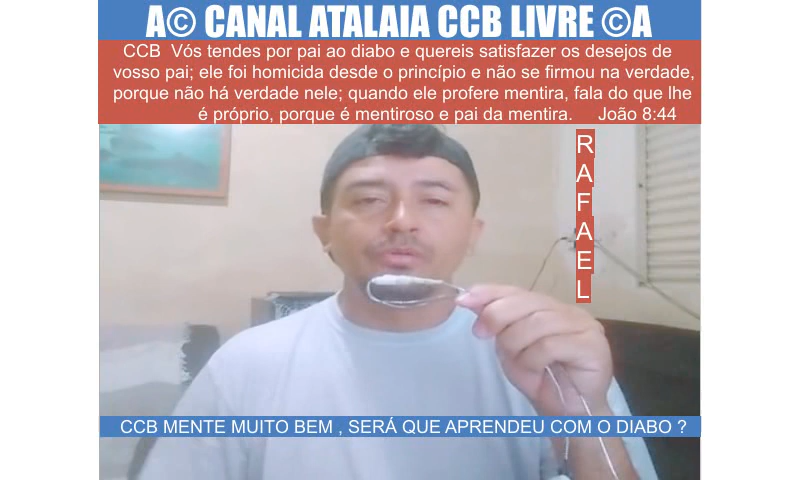 A© CANAL ATALAIA CCB LIVRE ©A
CCB Vós tendes por pai ao diabo e quereis satisfazer os desejos de
vosso pai; ele foi homicida desde o princípio e não se firmou na verdade,
porque não há verdade nele; quando ele profere mentira, fala do que lhe
é próprio, porque é mentiroso e pai da mentira. João 8:44
R
A
F
A
E
L
CCB MENTE MUITO BEM , SERÁ QUE APRENDEU COM O DIABO ?